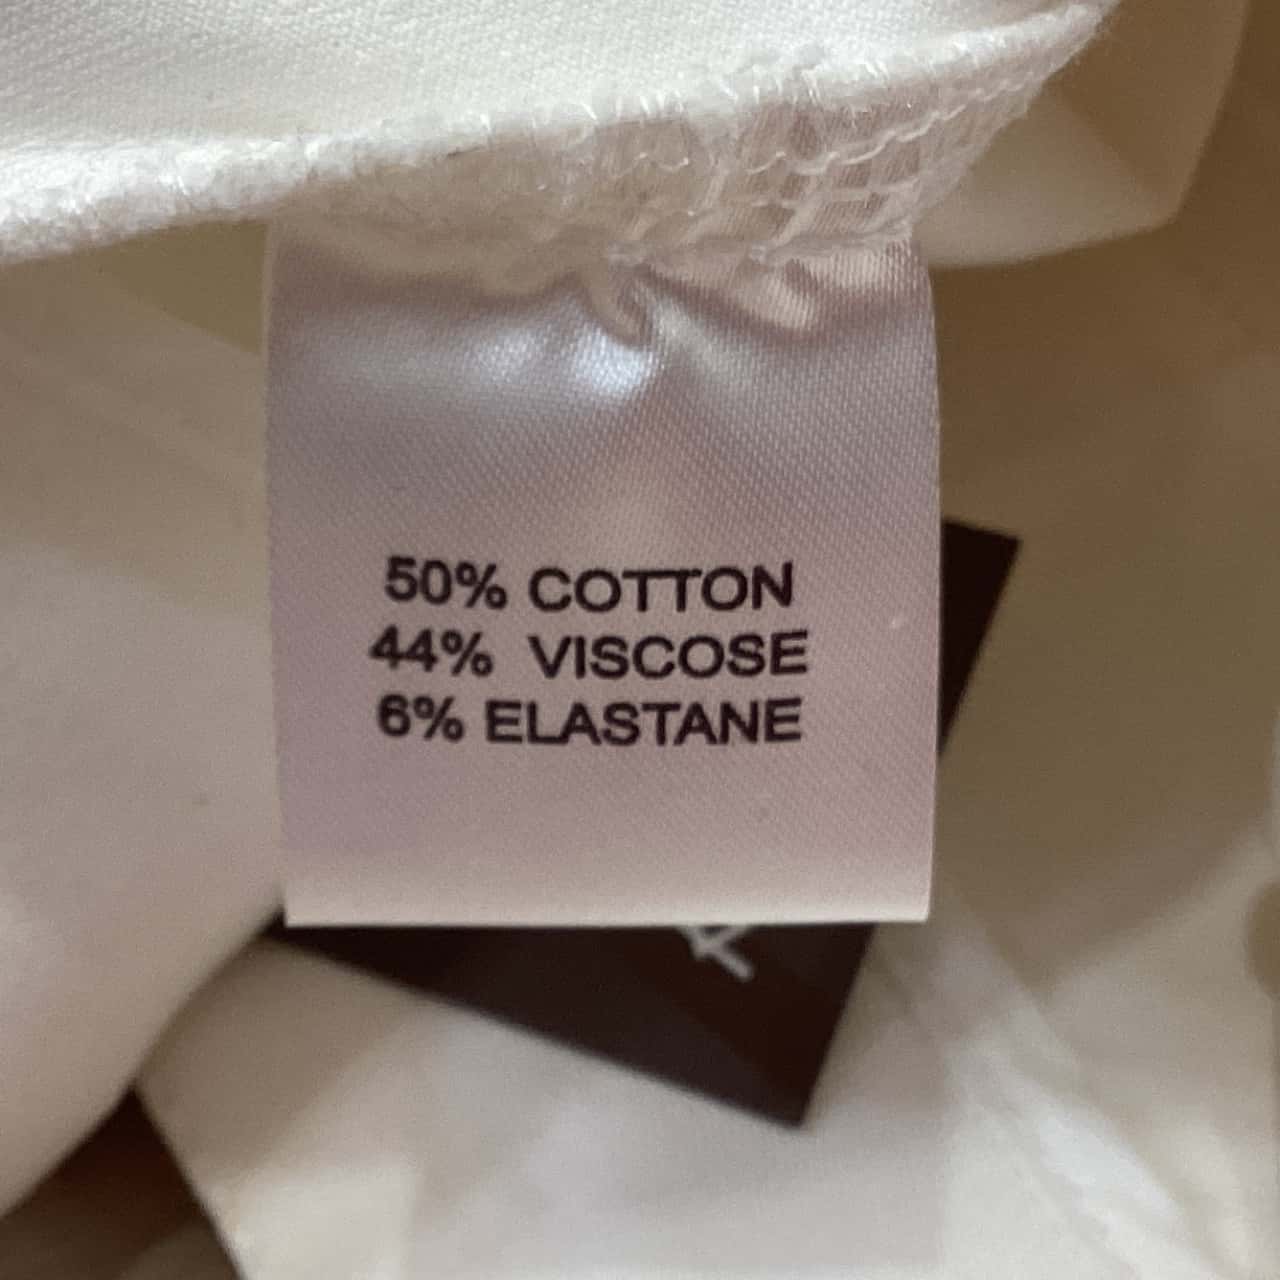 50% COTTON
44% VISCOSE
6% ELASTANE